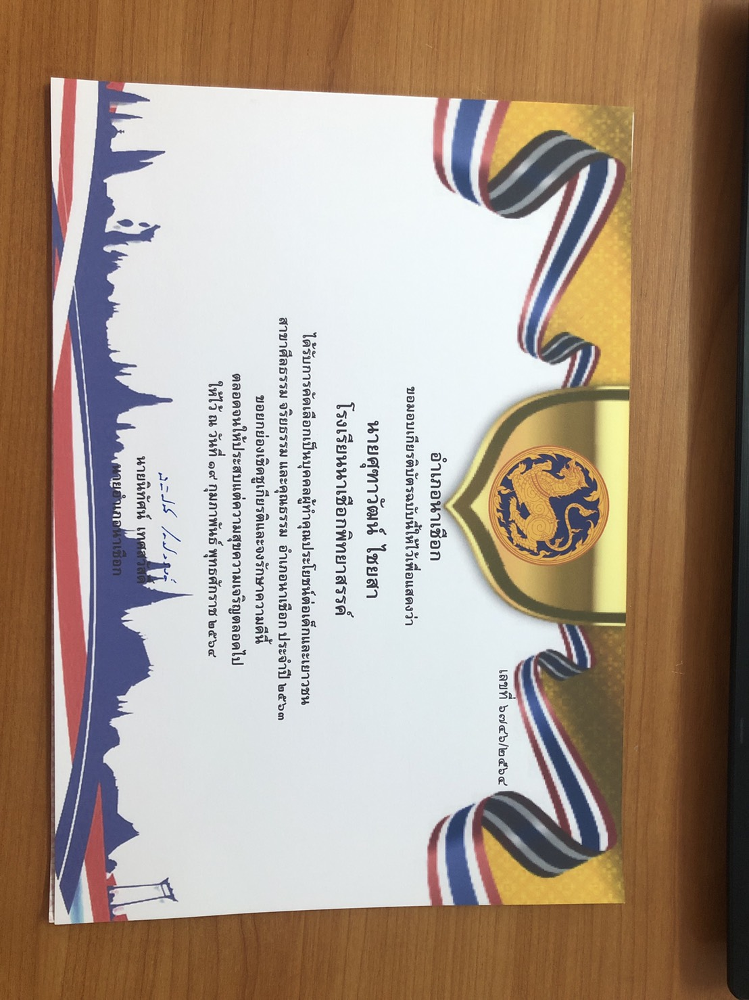 เลขที่ ๖๗๔๖/๒๕๖๔
อำเภอนาเชือก
ขอมอบเกียรติบัตรฉบับนี้ให้ไว้เพื่อแสดงว่า
นายศุฑาวัฒน์ ไชยสา
โรงเรียนนาเชือกพิทยาสรรค์
ได้รับการคัดเลือกเป็นบุคคลผู้ทำคุณประโยชน์ต่อเด็กและเยาวชน
สาขาศีลธรรม จริยธรรม และคุณธรรม อำเภอนาเชือก ประจำปี ๒๕๖๓
ขอยกย่องเชิดชูเกียรติและจงรักษาความดีนี้
ตลอดจนให้ประสบแต่ความสุขความเจริญตลอดไป
ให้ไว้ ณ วันที่ ๑๙ กุมภาพันธ์ พุทธศักราช ๒๕๖๔
นายนิทัศน์ เทศสวัสดิ์
นายอำเภอนาเชือก